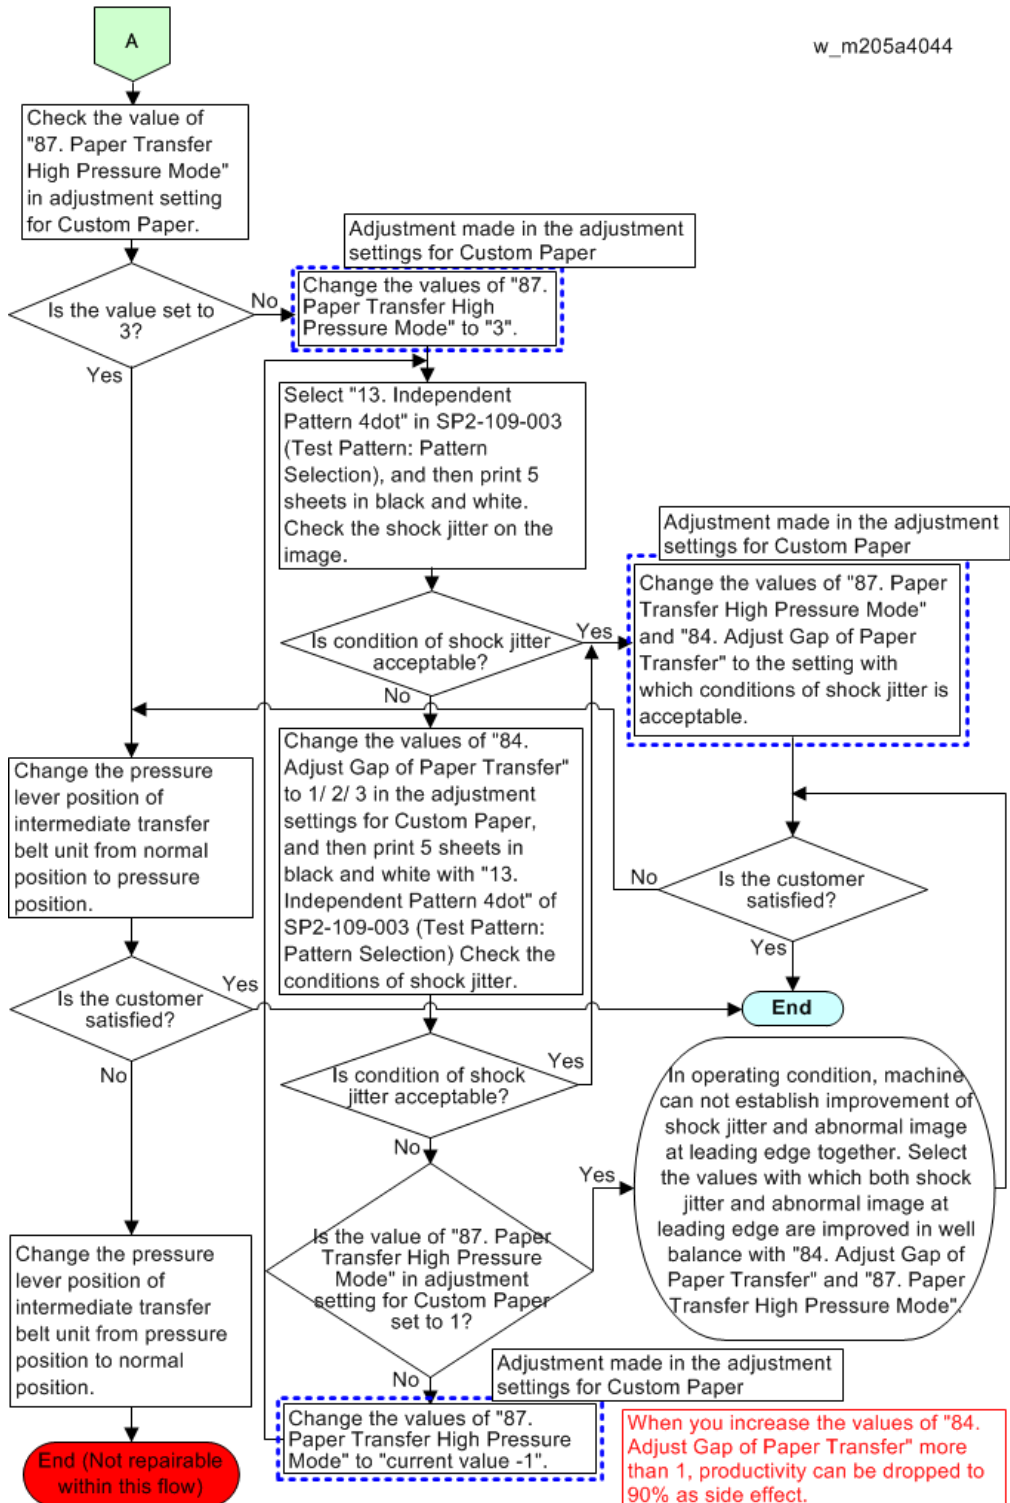 A
w_m205a4044
Check the value of
"87. Paper Transfer
High Pressure Mode"
in adjustment setting
for Custom Paper.
Adjustment made in the adjustment
settings for Custom Paper
Is the value set to
3?
No
Change the values of "87.
Paper Transfer High
Pressure Mode" to "3".
Yes
Select "13. Independent
Pattern 4dot" in SP2-109-003
(Test Pattern: Pattern
Selection), and then print 5
sheets in black and white.
Check the shock jitter on the
image.
Adjustment made in the adjustment
settings for Custom Paper
Is condition of shock jitter
acceptable?
Yes
Change the values of "87. Paper
Transfer High Pressure Mode"
and "84. Adjust Gap of Paper
Transfer" to the setting with
which conditions of shock jitter is
acceptable.
No
Change the values of "84.
Adjust Gap of Paper Transfer"
to 1/ 2/ 3 in the adjustment
settings for Custom Paper,
and then print 5 sheets in
black and white with "13.
Independent Pattern 4dot" of
SP2-109-003 (Test Pattern:
Pattern Selection) Check the
conditions of shock jitter.
Change the pressure
lever position of
intermediate transfer
belt unit from normal
position to pressure
position.
No
Is the customer
satisfied?
Yes
End
Is the customer
satisfied?
Yes
No
Is condition of shock
jitter acceptable?
Yes
No
In operating condition, machine
can not establish improvement of
shock jitter and abnormal image
at leading edge together. Select
the values with which both shock
jitter and abnormal image at
leading edge are improved in well
balance with "84. Adjust Gap of
Paper Transfer" and "87. Paper
Transfer High Pressure Mode".
Yes
Is the value of "87. Paper
Transfer High Pressure
Mode" in adjustment
setting for Custom Paper
set to 1?
No
Change the pressure
lever position of
intermediate transfer
belt unit from pressure
position to normal
position.
Adjustment made in the adjustment
settings for Custom Paper
Change the values of "87.
Paper Transfer High Pressure
Mode" to "current value -1".
End (Not repairable
within this flow)
When you increase the values of "84.
Adjust Gap of Paper Transfer" more
than 1, productivity can be dropped to
90% as side effect.